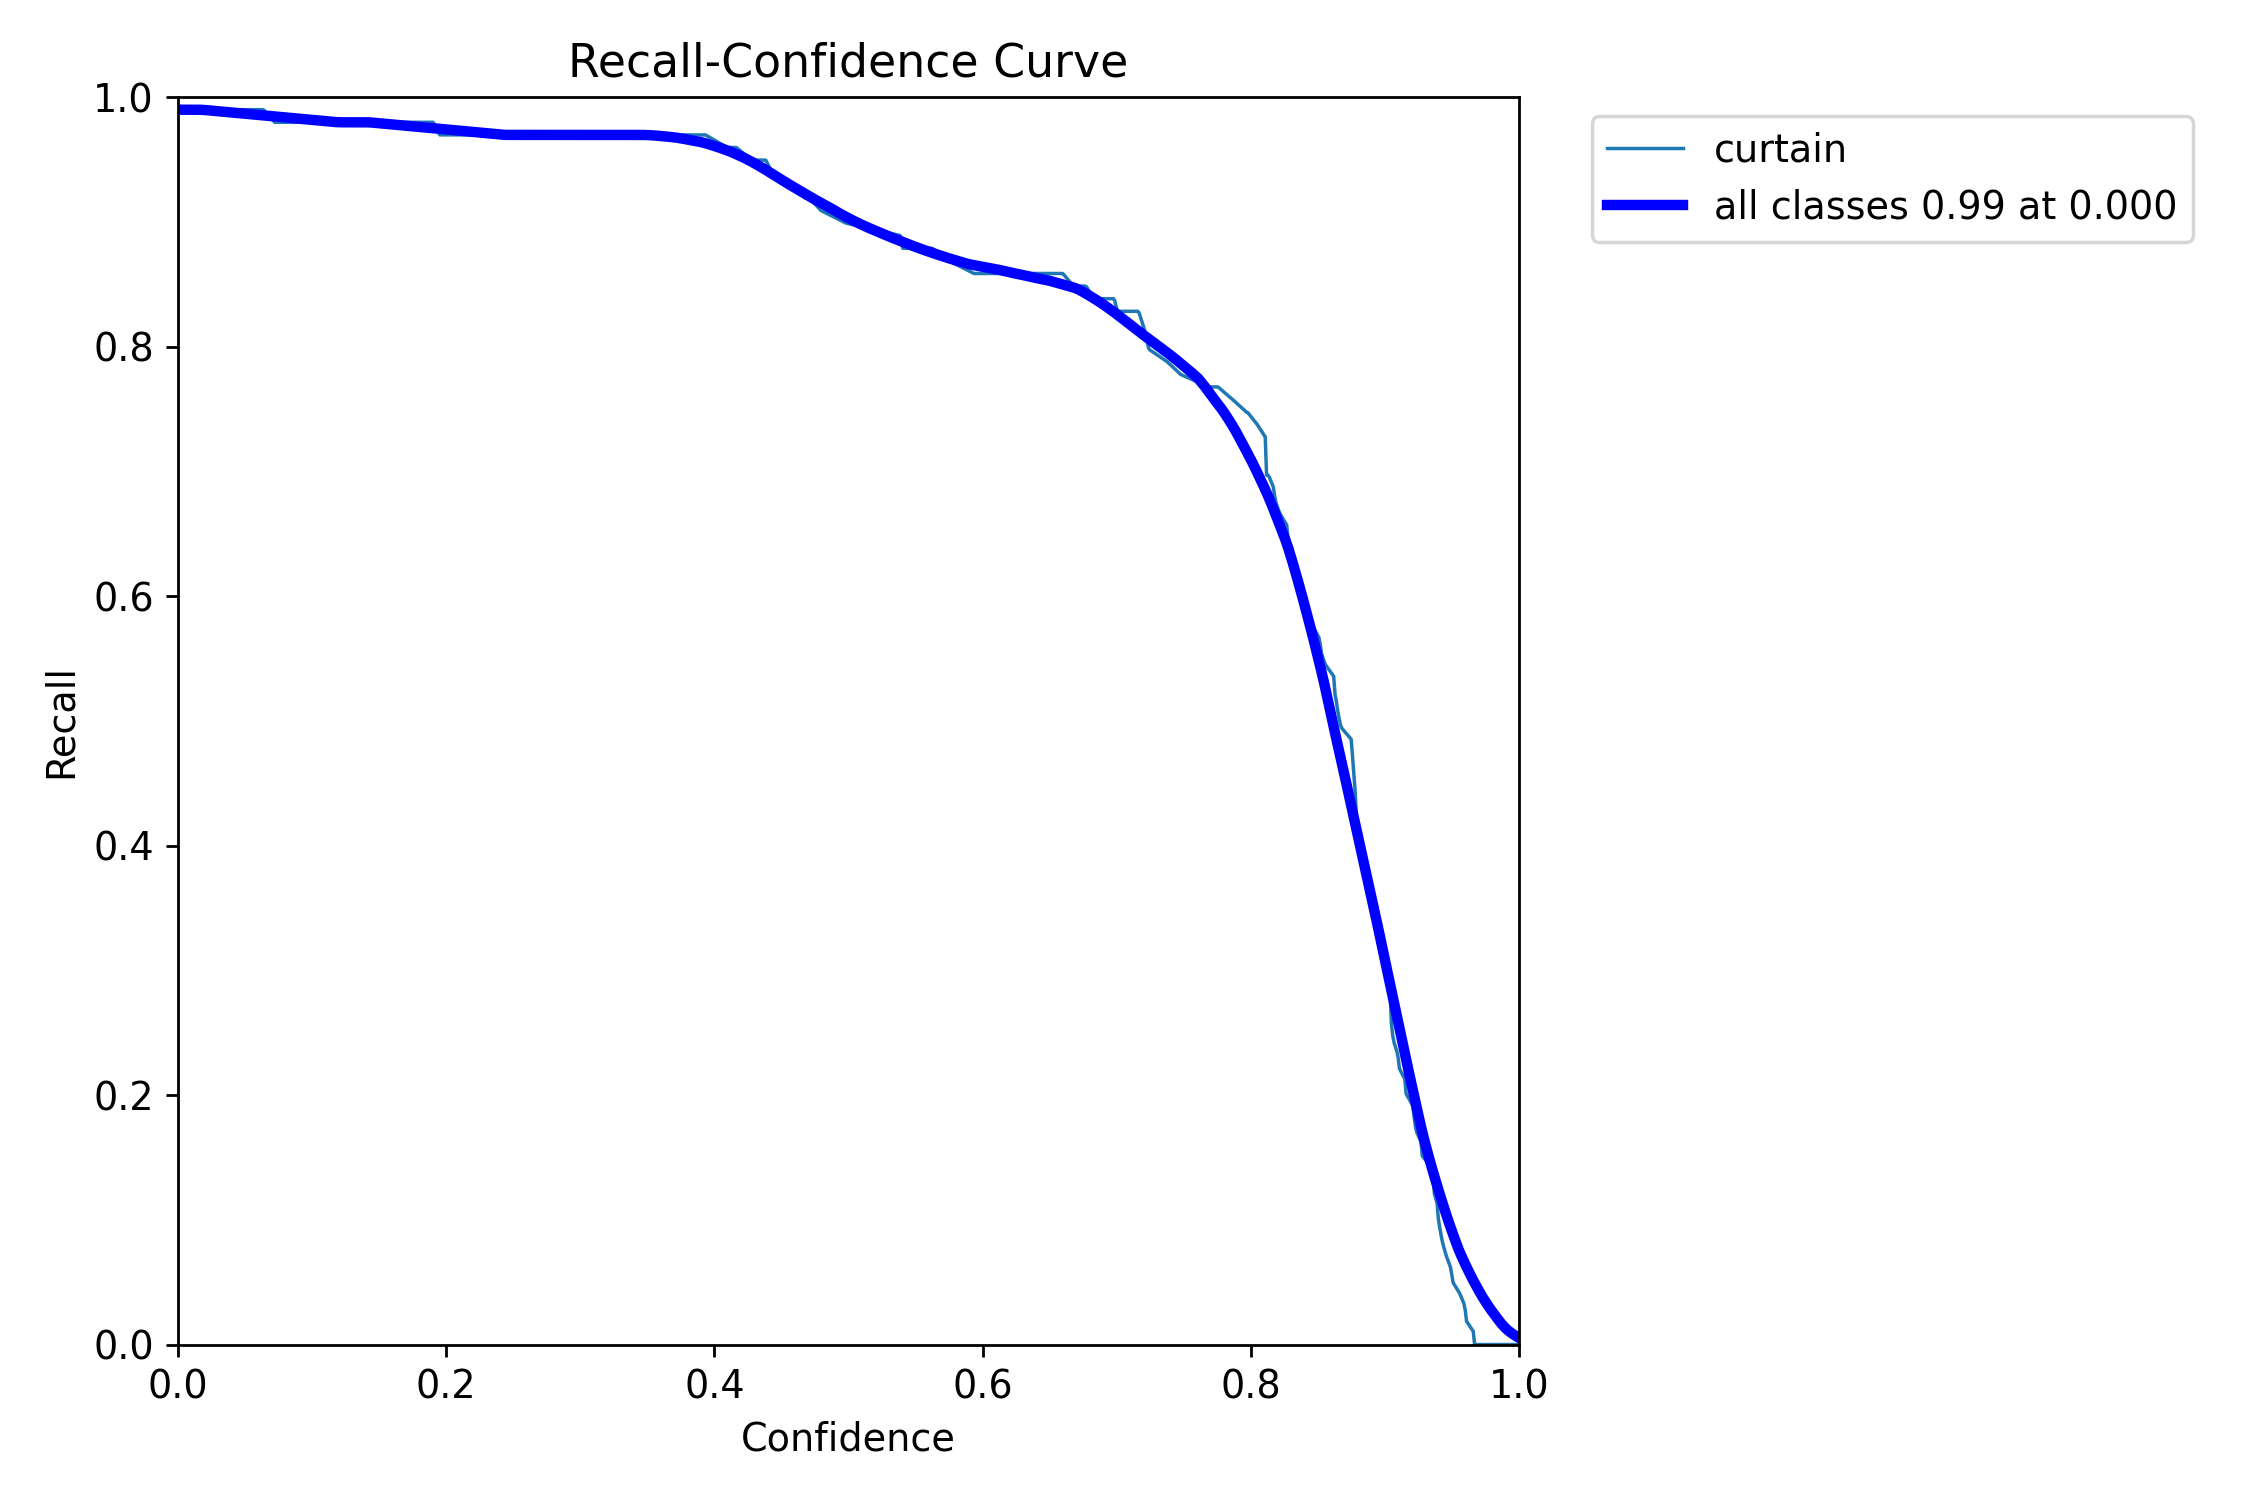 Recall-Confidence Curve
1.0
0.8
0.6
0.4
0.2
0.0
Recall
0.0 0.2 0.4 0.6 0.8 1.0
Confidence
curtain
all classes 0.99 at 0.000